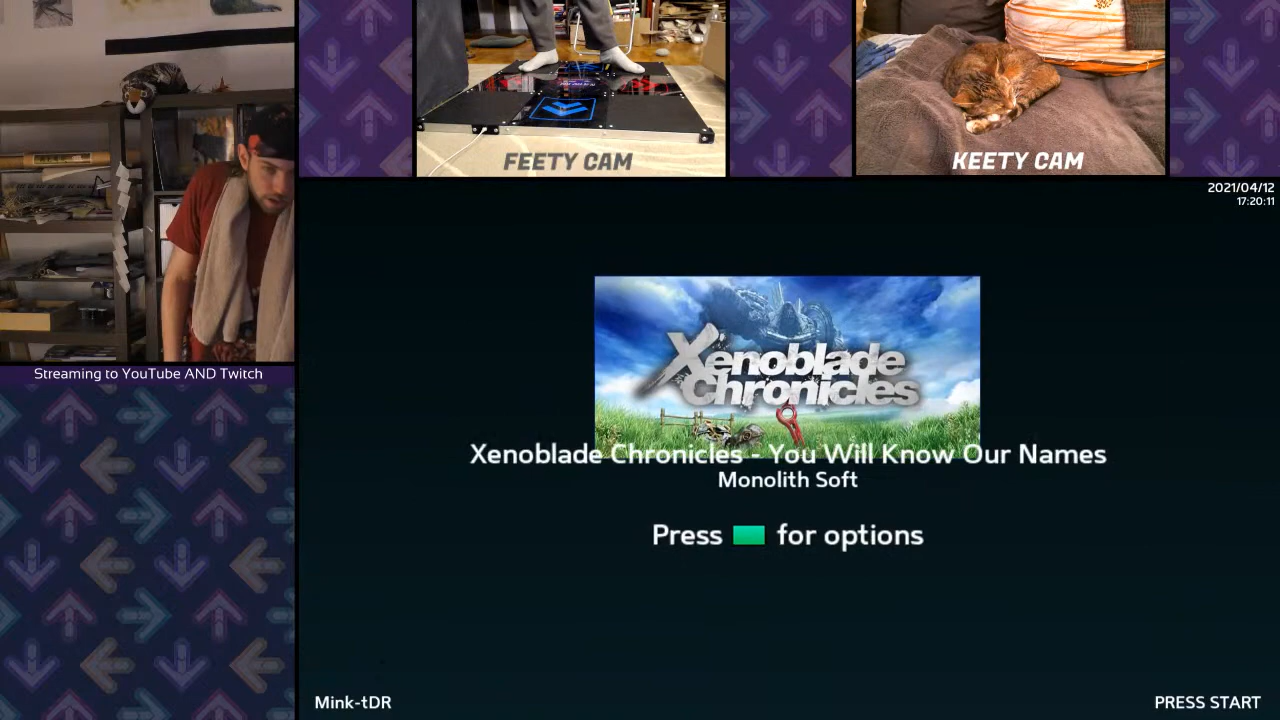 FEETY CAM
KEETY CAM
2021/04/12
17:20:11
Streaming to YouTube AND Twitch
Xenoblade
Chronicles
Xenoblade Chronicles - You Will Know Our Names
Monolith Soft
Press for options
Mink-tDR
PRESS START